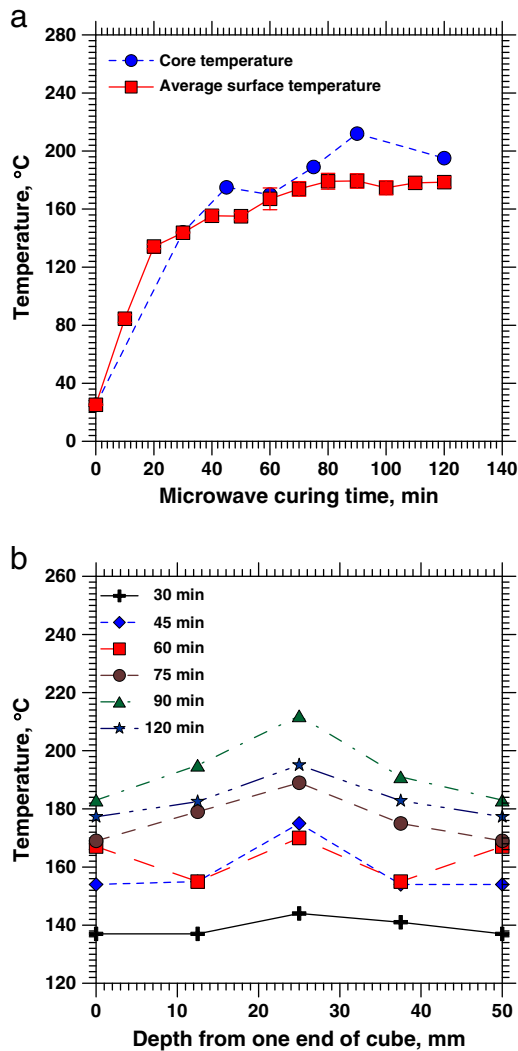 a
280
240
200
160
120
80
40
0
Temperature, °C
Core temperature
Average surface temperature
0 20 40 60 80 100 120 140
Microwave curing time, min
b
260
240
220
200
180
160
140
120
Temperature, °C
30 min
45 min
60 min
75 min
90 min
120 min
0 10 20 30 40 50
Depth from one end of cube, mm